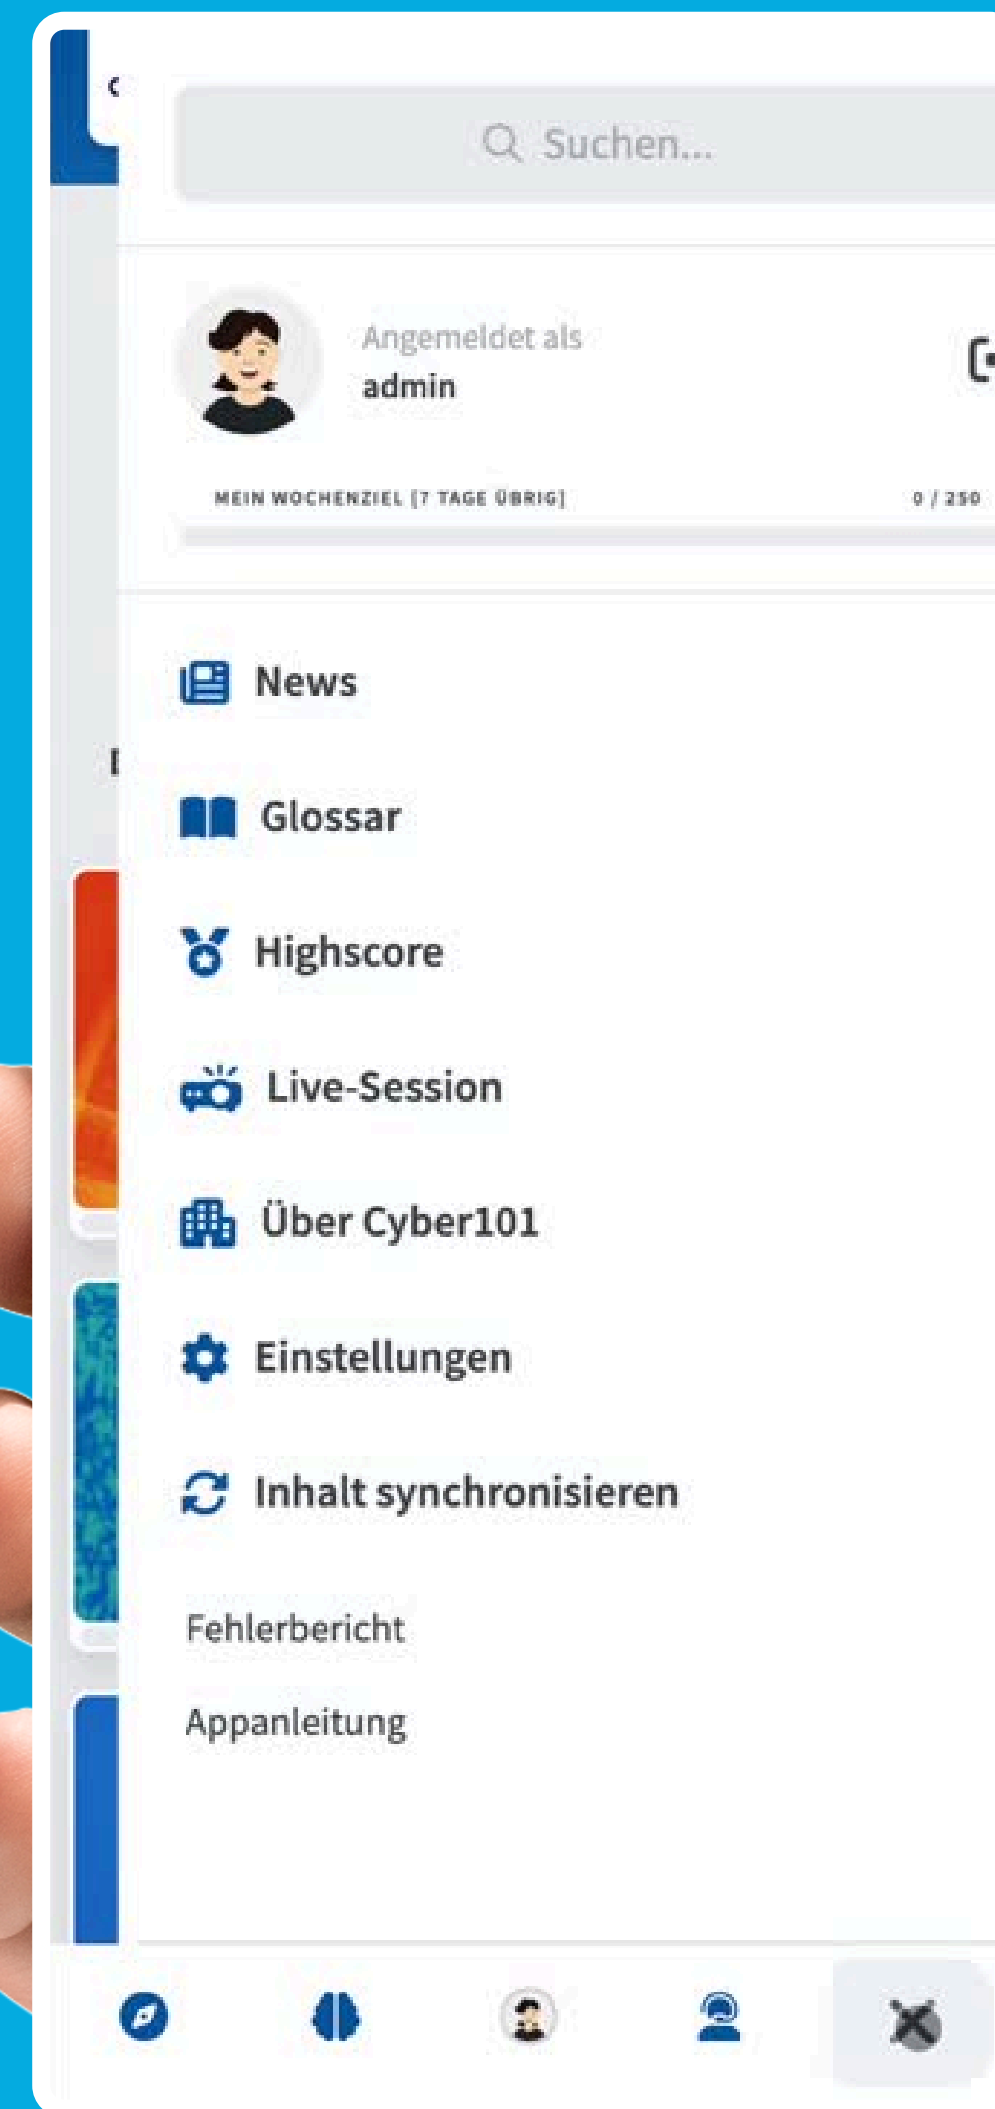 Suchen...
Angemeldet als
admin
MEIN WOCHENZIEL [7 TAGE ÜBRIG] 0 / 250
News
Glossar
Highscore
Live-Session
Über Cyber101
Einstellungen
Inhalt synchronisieren
Fehlerbericht
Appanleitung